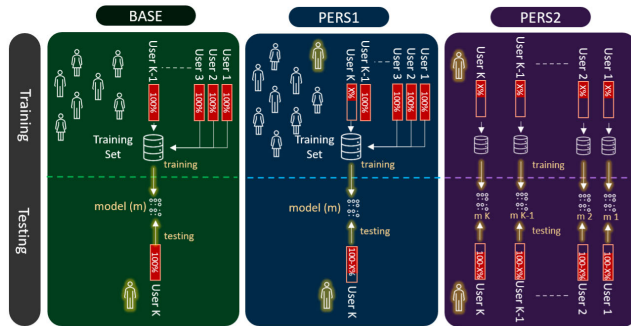 BASE
PERS1
PERS2
Training
Testing
User K-1
User 3
User 2
User 1
100%
100%
100%
100%
Training
Set
training
model (m)
testing
100%
User K
User K
User K-1
User 3
User 2
User 1
X%
100%
100%
100%
100%
Training
Set
training
model (m)
testing
100-X%
User K
User K
User K-1
User 2
User 1
X%
X%
X%
X%
training
m K
m K-1
m 2
m 1
testing
100-X%
100-X%
100-X%
100-X%
User K
User K-1
User 2
User 1